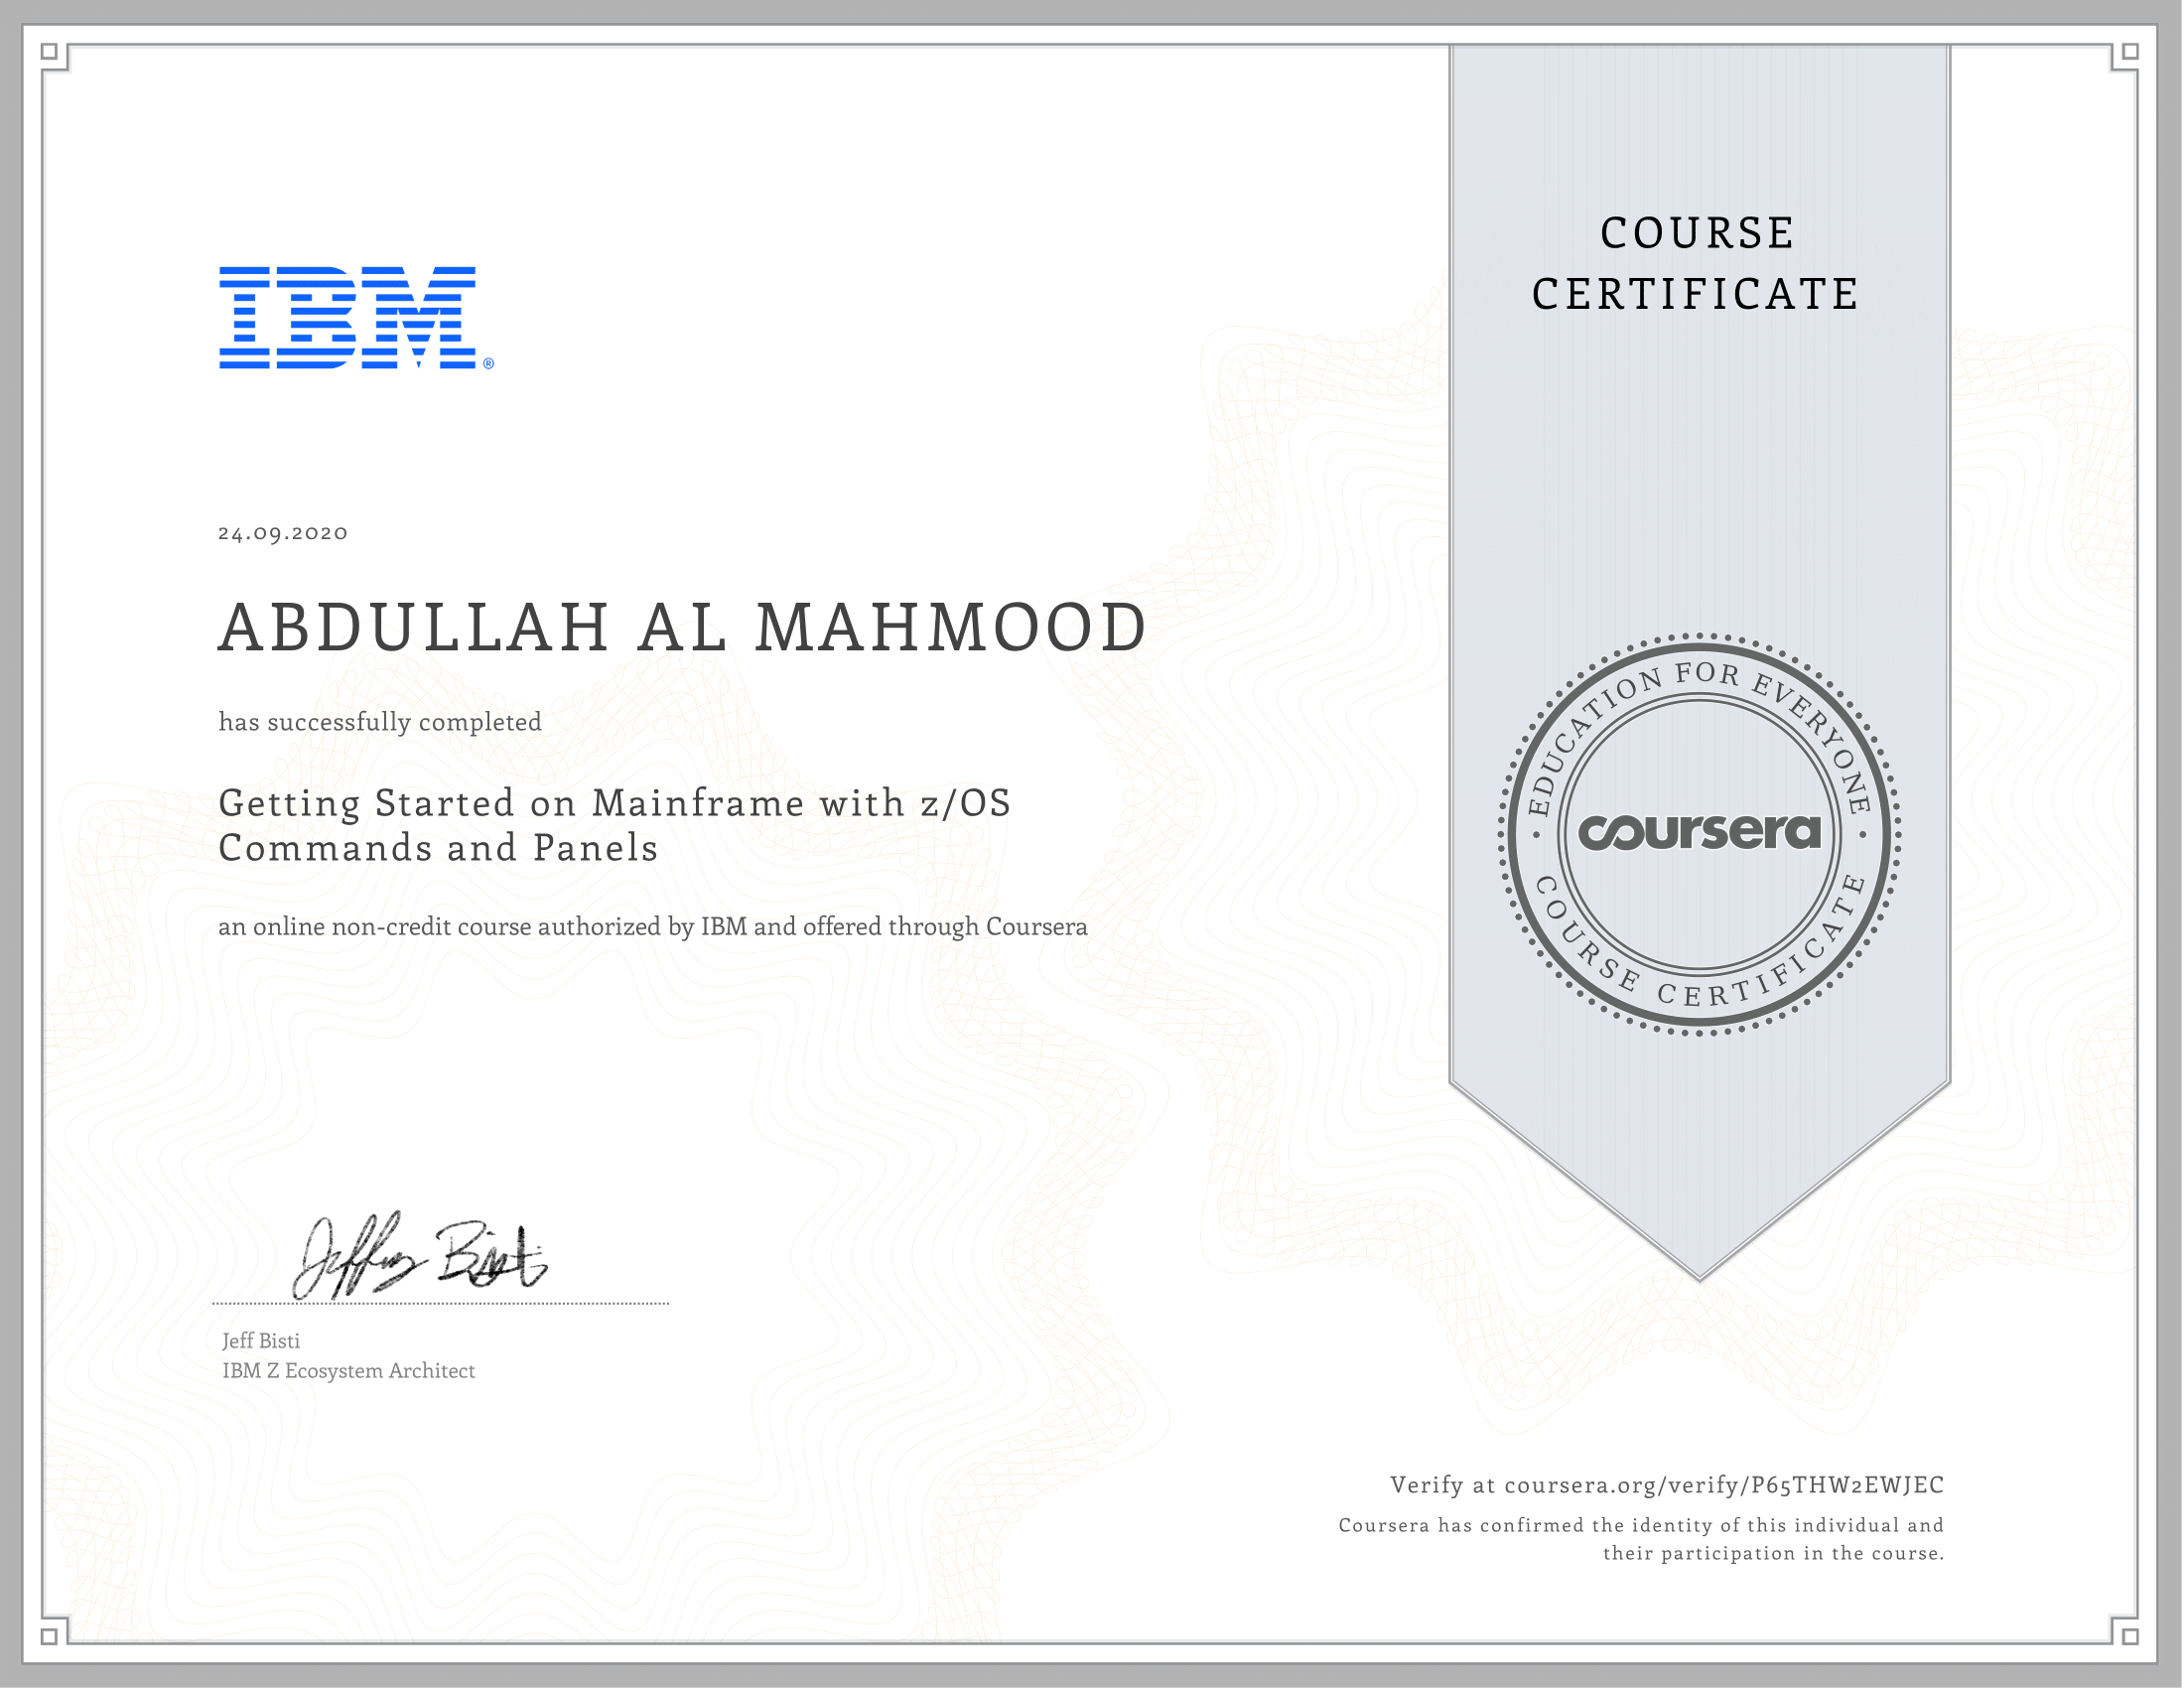 IBM®
24.09.2020
ABDULLAH AL MAHMOOD
has successfully completed
Getting Started on Mainframe with z/OS
Commands and Panels
an online non-credit course authorized by IBM and offered through Coursera
Jeffrey Bisti
Jeff Bisti
IBM Z Ecosystem Architect
COURSE
CERTIFICATE
EDUCATION FOR EVERYONE
coursera
COURSE CERTIFICATE
Verify at coursera.org/verify/P65THW2EWJEC
Coursera has confirmed the identity of this individual and
their participation in the course.